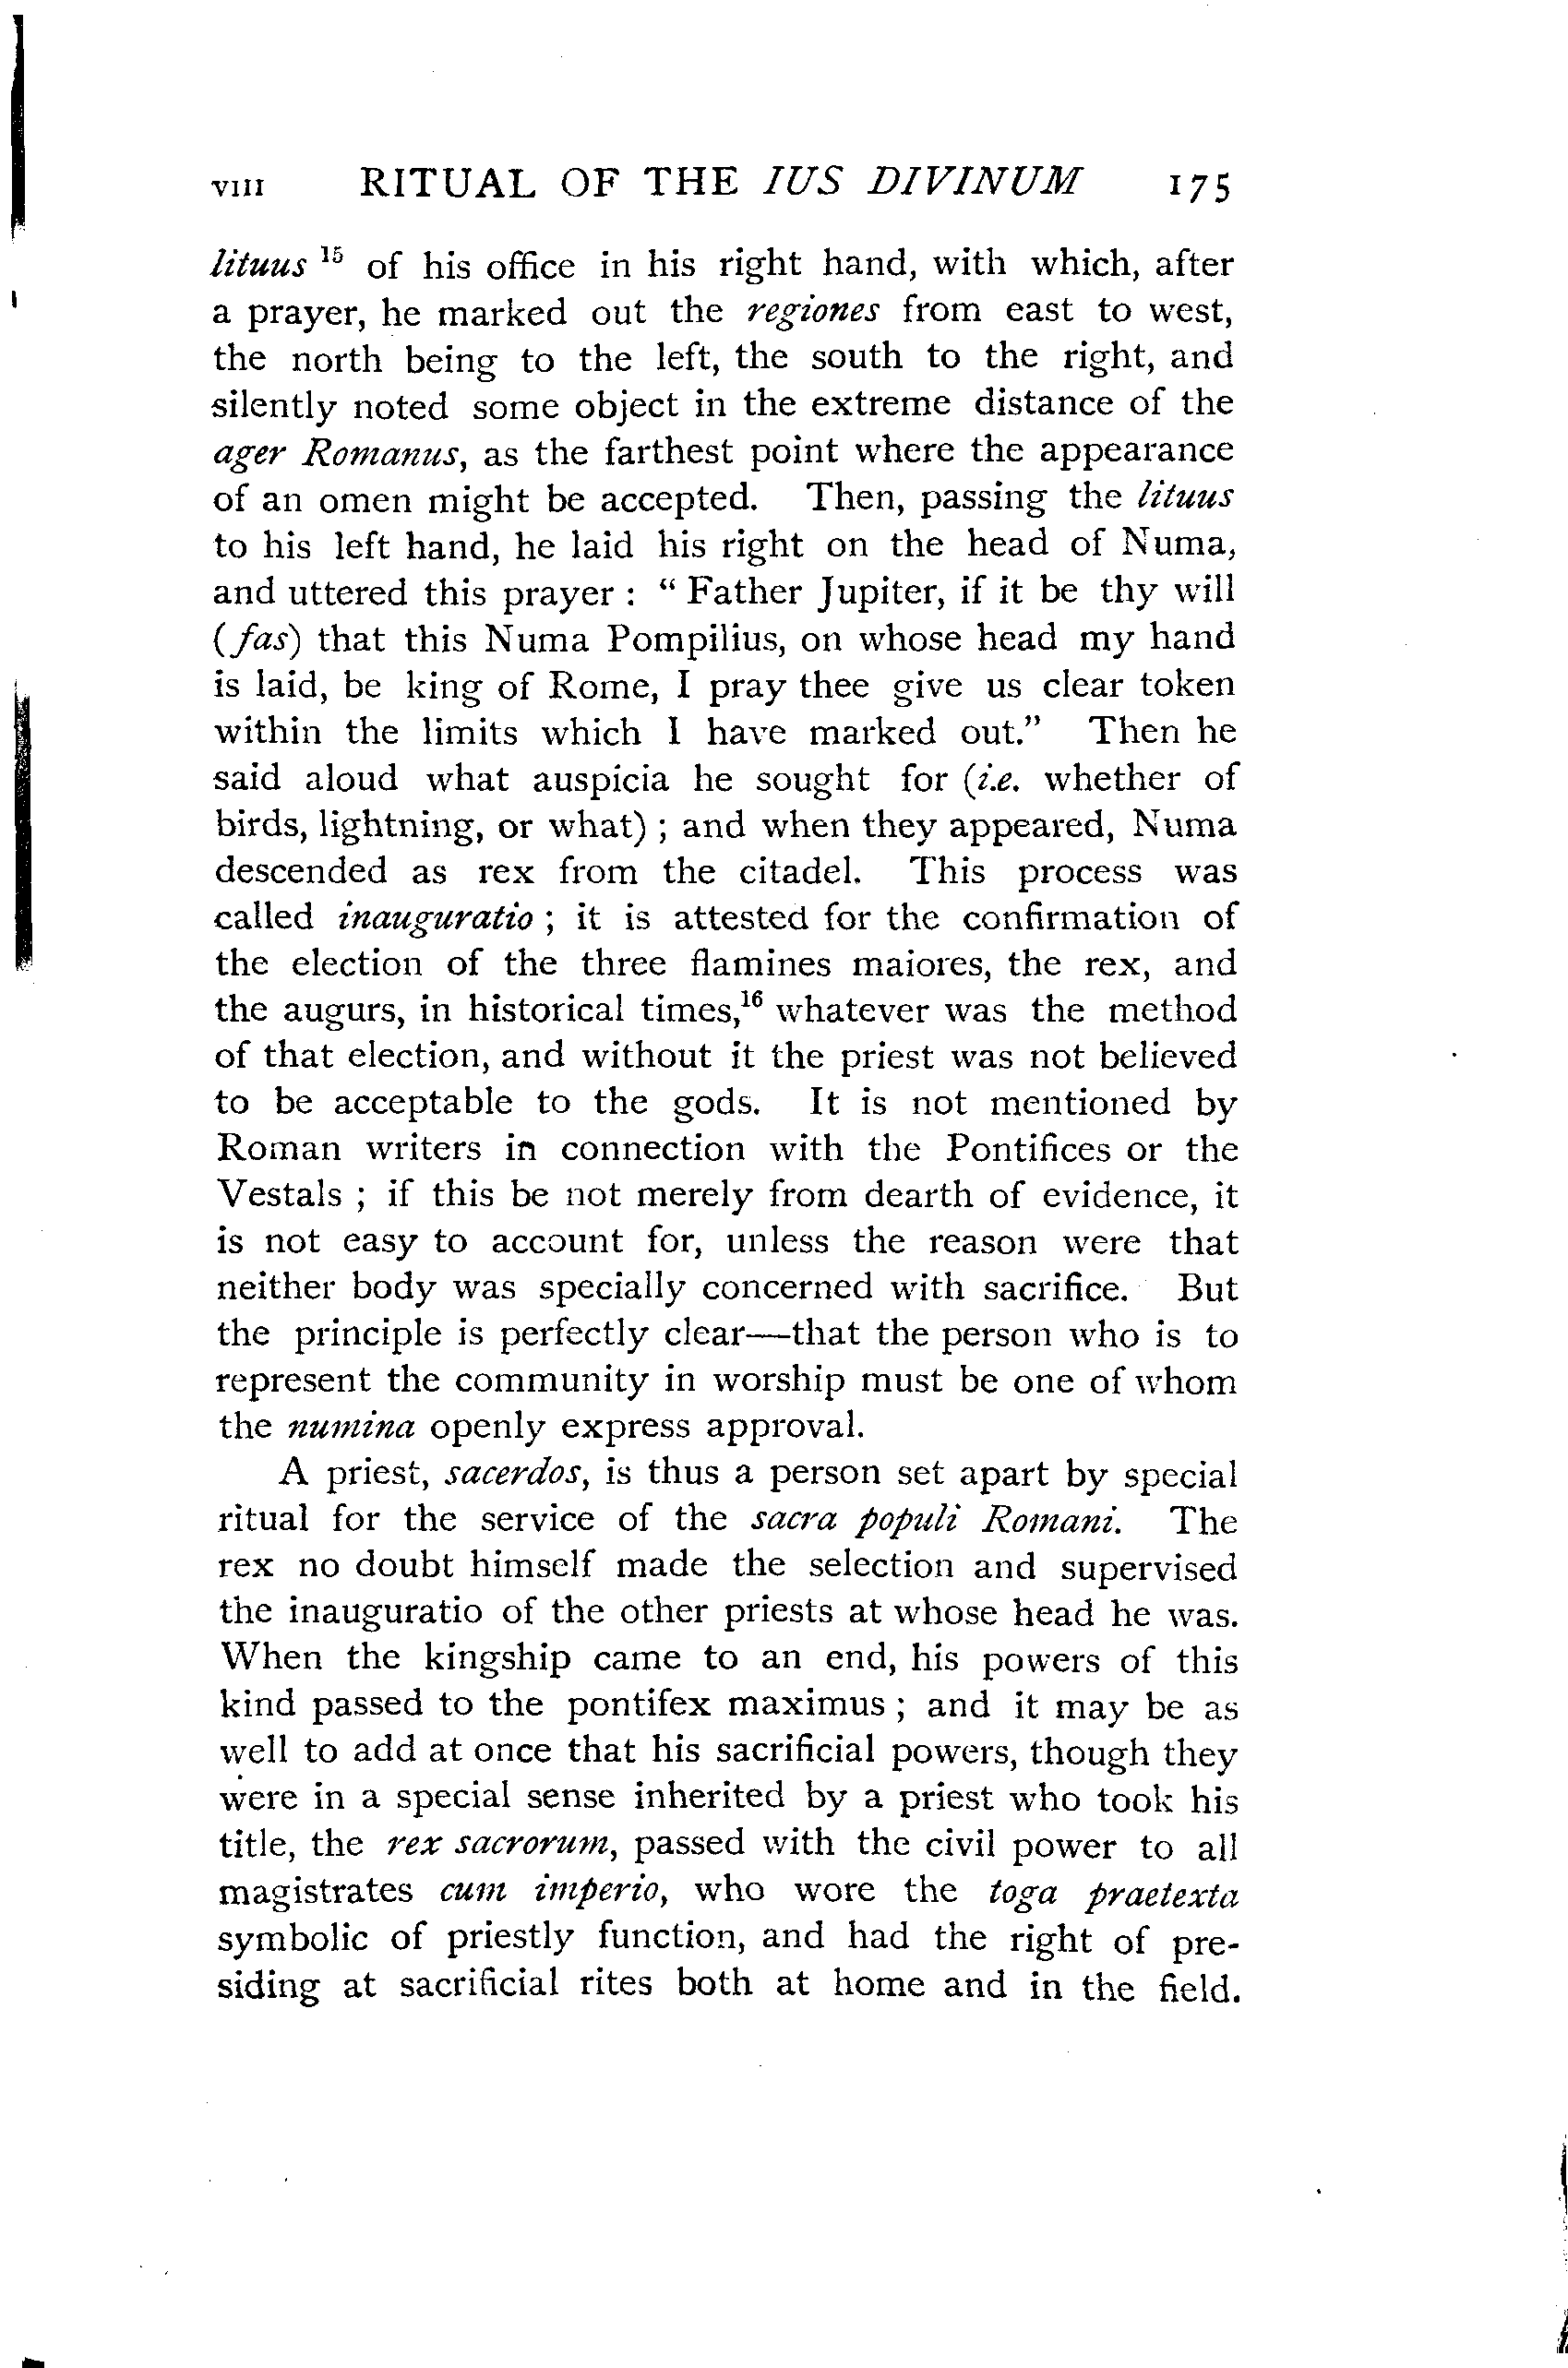 VIII RITUAL OF THE IUS DIVINUM 175
lituus ¹⁵ of his office in his right hand, with which, after
a prayer, he marked out the regiones from east to west,
the north being to the left, the south to the right, and
silently noted some object in the extreme distance of the
ager Romanus, as the farthest point where the appearance
of an omen might be accepted. Then, passing the lituus
to his left hand, he laid his right on the head of Numa,
and uttered this prayer : “ Father Jupiter, if it be thy will
(fas) that this Numa Pompilius, on whose head my hand
is laid, be king of Rome, I pray thee give us clear token
within the limits which I have marked out.” Then he
said aloud what auspicia he sought for (i.e. whether of
birds, lightning, or what) ; and when they appeared, Numa
descended as rex from the citadel. This process was
called inauguratio ; it is attested for the confirmation of
the election of the three flamines maiores, the rex, and
the augurs, in historical times,¹⁶ whatever was the method
of that election, and without it the priest was not believed
to be acceptable to the gods. It is not mentioned by
Roman writers in connection with the Pontifices or the
Vestals ; if this be not merely from dearth of evidence, it
is not easy to account for, unless the reason were that
neither body was specially concerned with sacrifice. But
the principle is perfectly clear—that the person who is to
represent the community in worship must be one of whom
the numina openly express approval.
A priest, sacerdos, is thus a person set apart by special
ritual for the service of the sacra populi Romani. The
rex no doubt himself made the selection and supervised
the inauguratio of the other priests at whose head he was.
When the kingship came to an end, his powers of this
kind passed to the pontifex maximus ; and it may be as
well to add at once that his sacrificial powers, though they
were in a special sense inherited by a priest who took his
title, the rex sacrorum, passed with the civil power to all
magistrates cum imperio, who wore the toga praetexta
symbolic of priestly function, and had the right of pre-
siding at sacrificial rites both at home and in the field.